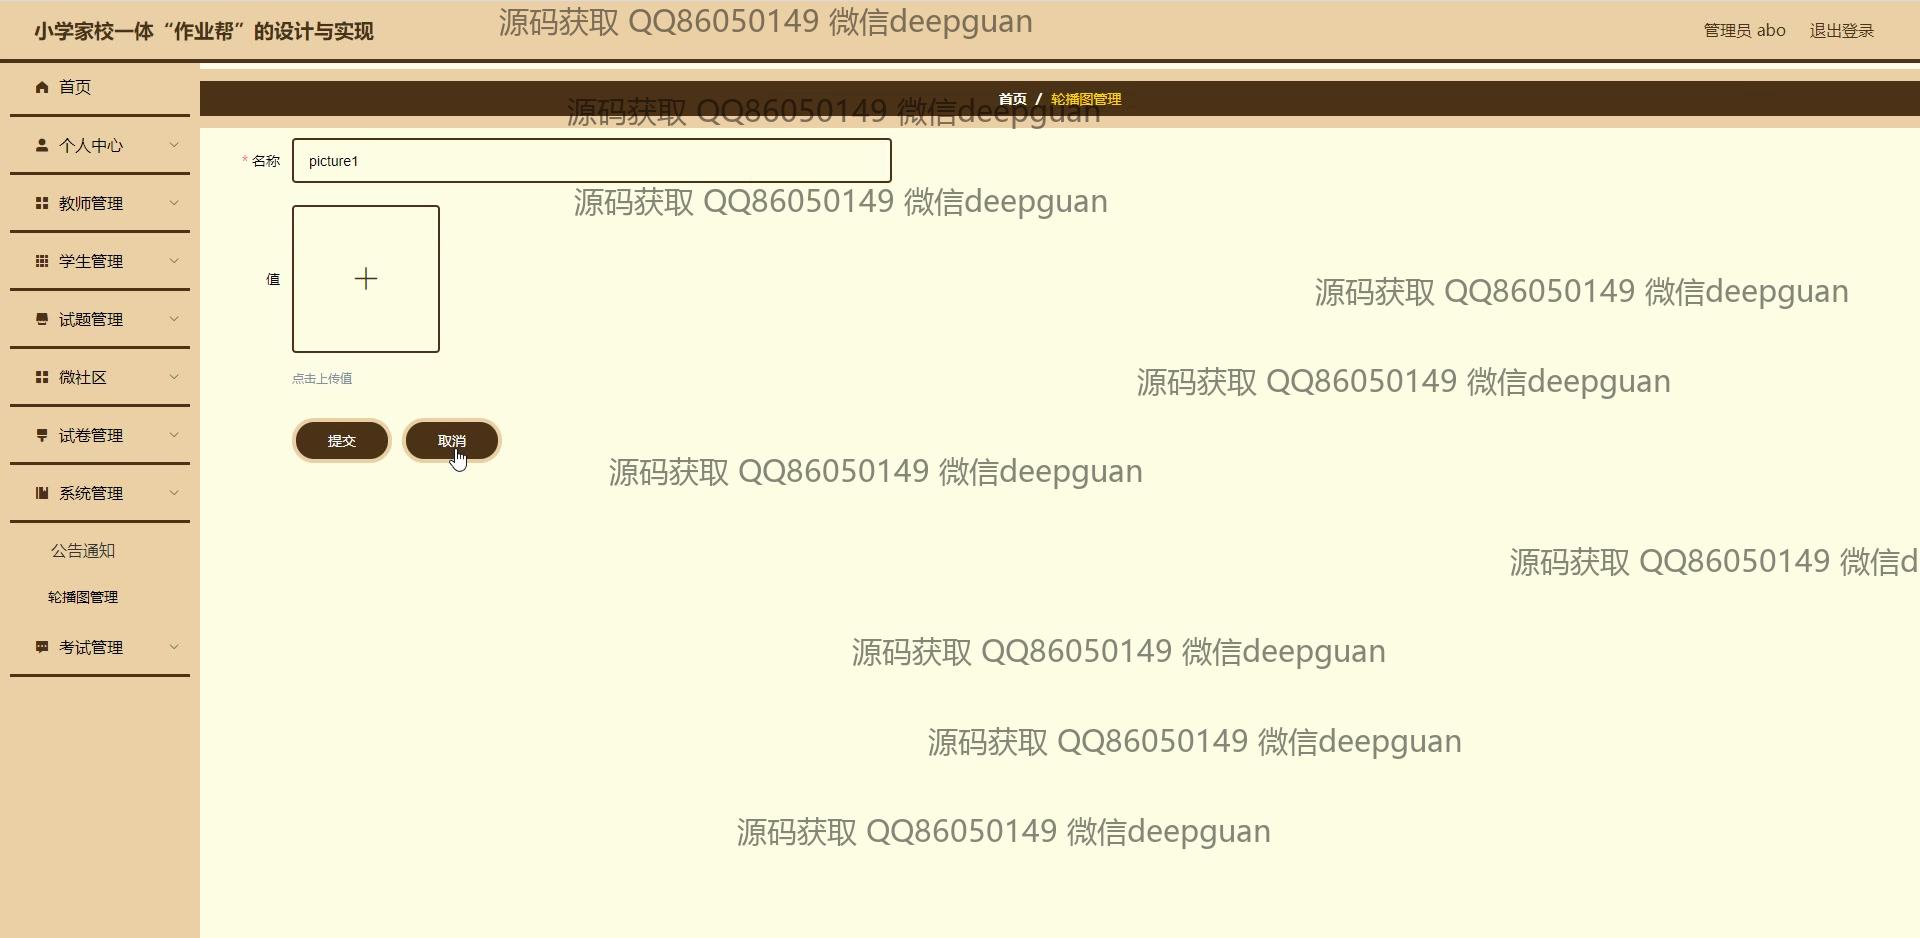 小学家校一体“作业帮”的设计与实现
源码获取 QQ86050149 微信deepguan
管理员 abo
退出登录
首页
首页 / 轮播图管理
源码获取 QQ86050149 微信deepguan
个人中心
* 名称
picture1
教师管理
源码获取 QQ86050149 微信deepguan
学生管理
值
源码获取 QQ86050149 微信deepguan
试题管理
点击上传值
微社区
源码获取 QQ86050149 微信deepguan
试卷管理
提交
取消
源码获取 QQ86050149 微信deepguan
系统管理
公告通知
源码获取 QQ86050149 微信d
轮播图管理
考试管理
源码获取 QQ86050149 微信deepguan
源码获取 QQ86050149 微信deepguan
源码获取 QQ86050149 微信deepguan